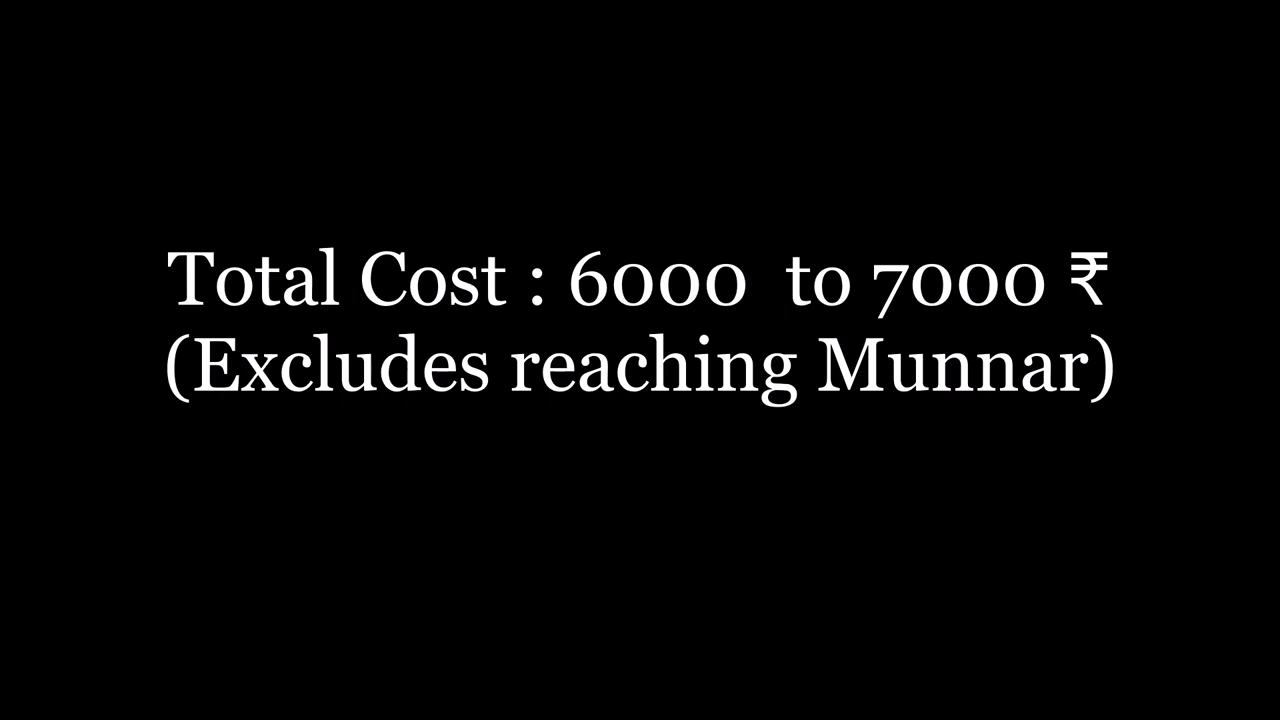 Total Cost : 6000  to 7000 ₹
(Excludes reaching Munnar)